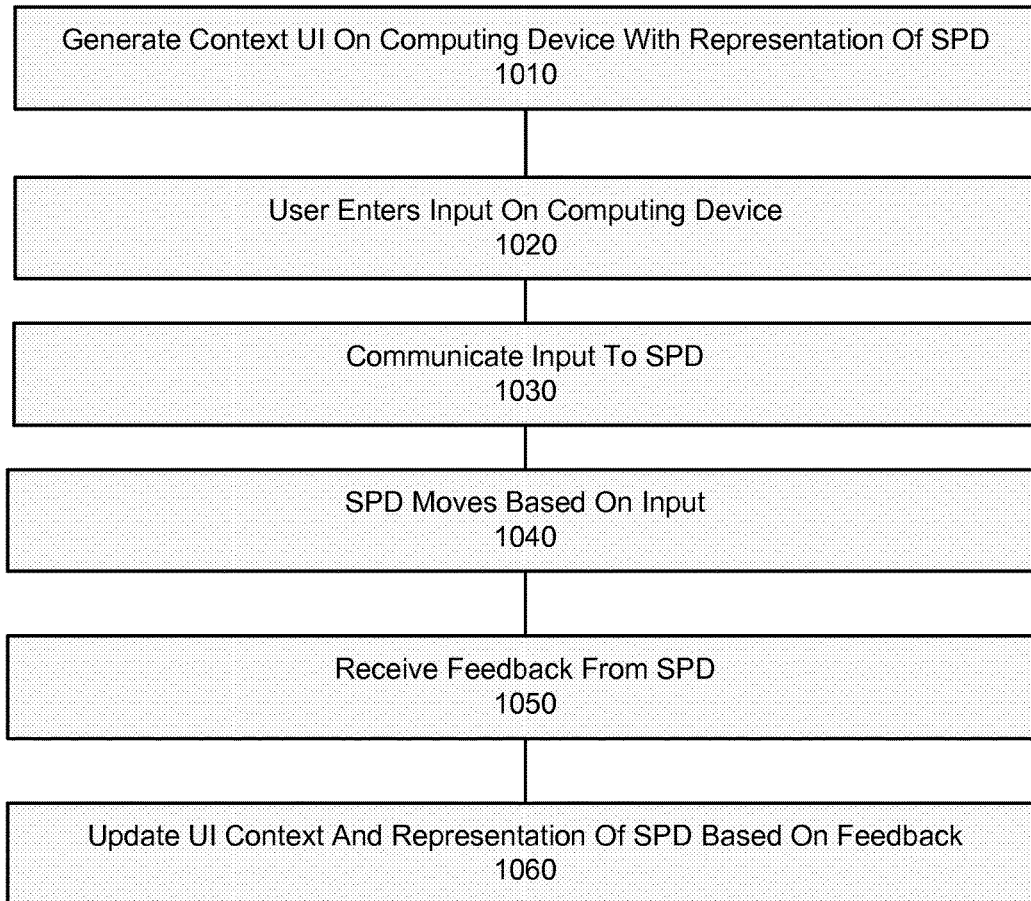 Generate Context UI On Computing Device With Representation Of SPD
1010
User Enters Input On Computing Device
1020
Communicate Input To SPD
1030
SPD Moves Based On Input
1040
Receive Feedback From SPD
1050
Update UI Context And Representation Of SPD Based On Feedback
1060